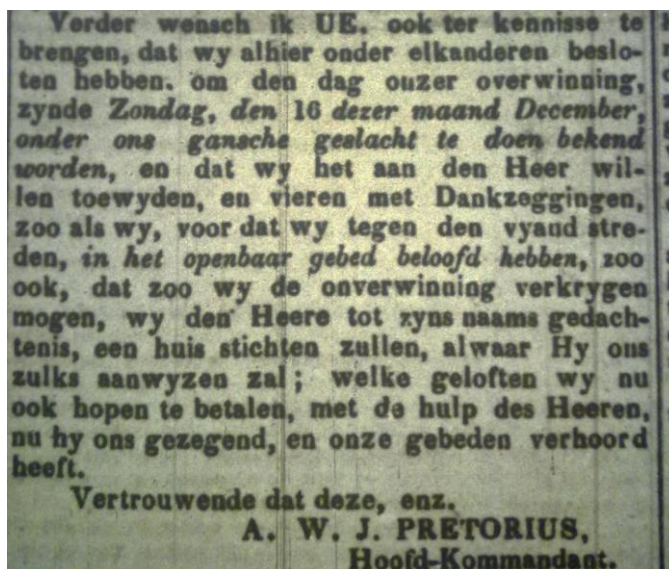 Verder wensch ik UE. ook ter kennisse te
brengen, dat wy alhier onder elkanderen beslo-
ten hebben. om den dag onzer overwinning,
zynde Zondag, den 16 dezer maand December,
onder ons gansche geslacht te doen bekend
worden, en dat wy het aan den Heer wil-
len toewyden, en vieren met Dankzeggingen,
zoo als wy, voor dat wy tegen den vyand stre-
den, in het openbaar gebed beloofd hebben, zoo
ook, dat zoo wy de onverwinning verkrygen
mogen, wy den Heere tot zyns naams gedach-
tenis, een huis stichten zullen, alwaar Hy ons
zulks aanwyzen zal; welke geloften wy nu
ook hopen te betalen, met de hulp des Heeren,
nu hy ons gezegend, en onze gebeden verhoord
heeft.
Vertrouwende dat deze, enz.
A. W. J. PRETORIUS,
Hoofd-Kommandant.